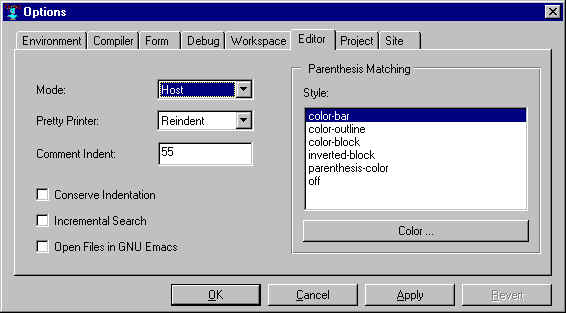 Options
Environment Compiler Form Debug Workspace Editor Project Site
Mode: Host
Pretty Printer: Reindent
Comment Indent: 55
Conserve Indentation
Incremental Search
Open Files in GNU Emacs
Parenthesis Matching
Style:
color-bar
color-outline
color-block
inverted-block
parenthesis-color
off
Color ...
OK Cancel Apply Revert